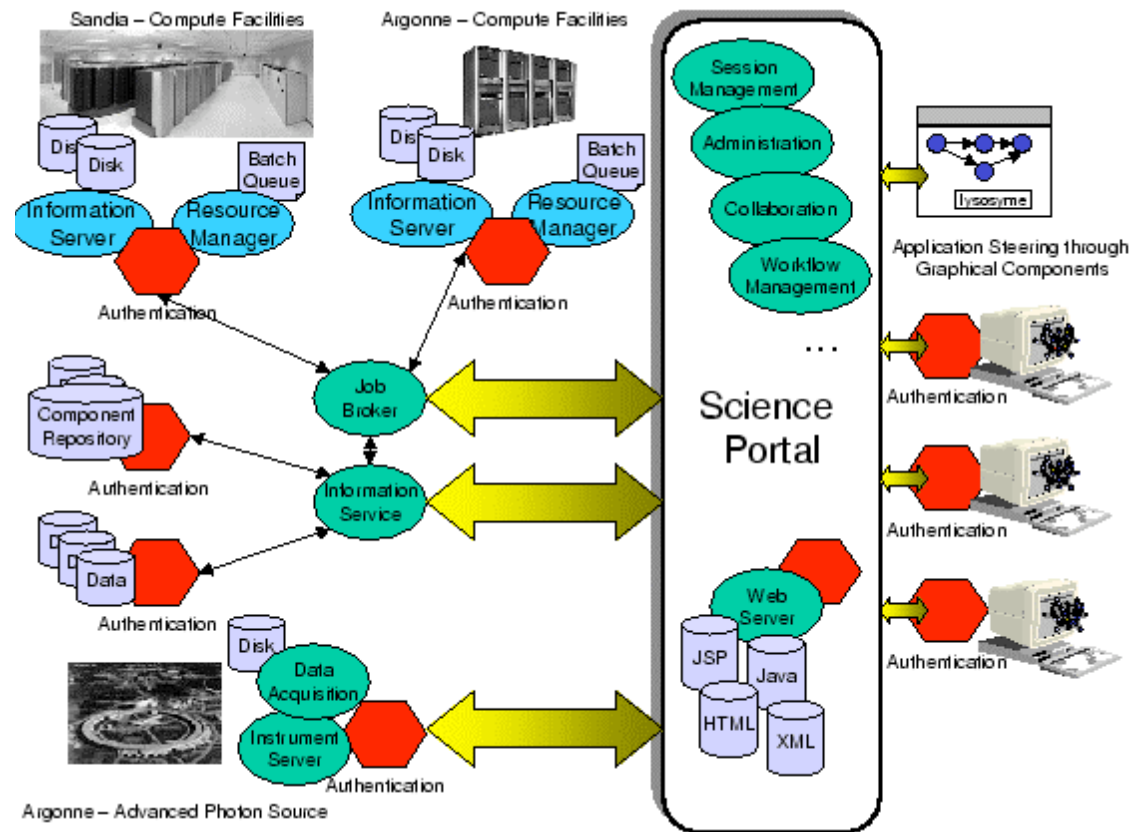 Sandia – Compute Facilities
Argonne – Compute Facilities
Disk
Disk
Batch
Queue
Information
Server
Resource
Manager
Authentication
Disk
Disk
Batch
Queue
Information
Server
Resource
Manager
Authentication
Session
Management
Administration
Collaboration
Workflow
Management
...
Science
Portal
lysosyme
Application Steering through
Graphical Components
Authentication
Authentication
Authentication
Job
Broker
Component
Repository
Authentication
Information
Service
D
D
Data
Authentication
Web
Server
JSP
Java
HTML
XML
Disk
Data
Acquisition
Instrument
Server
Authentication
Argonne – Advanced Photon Source